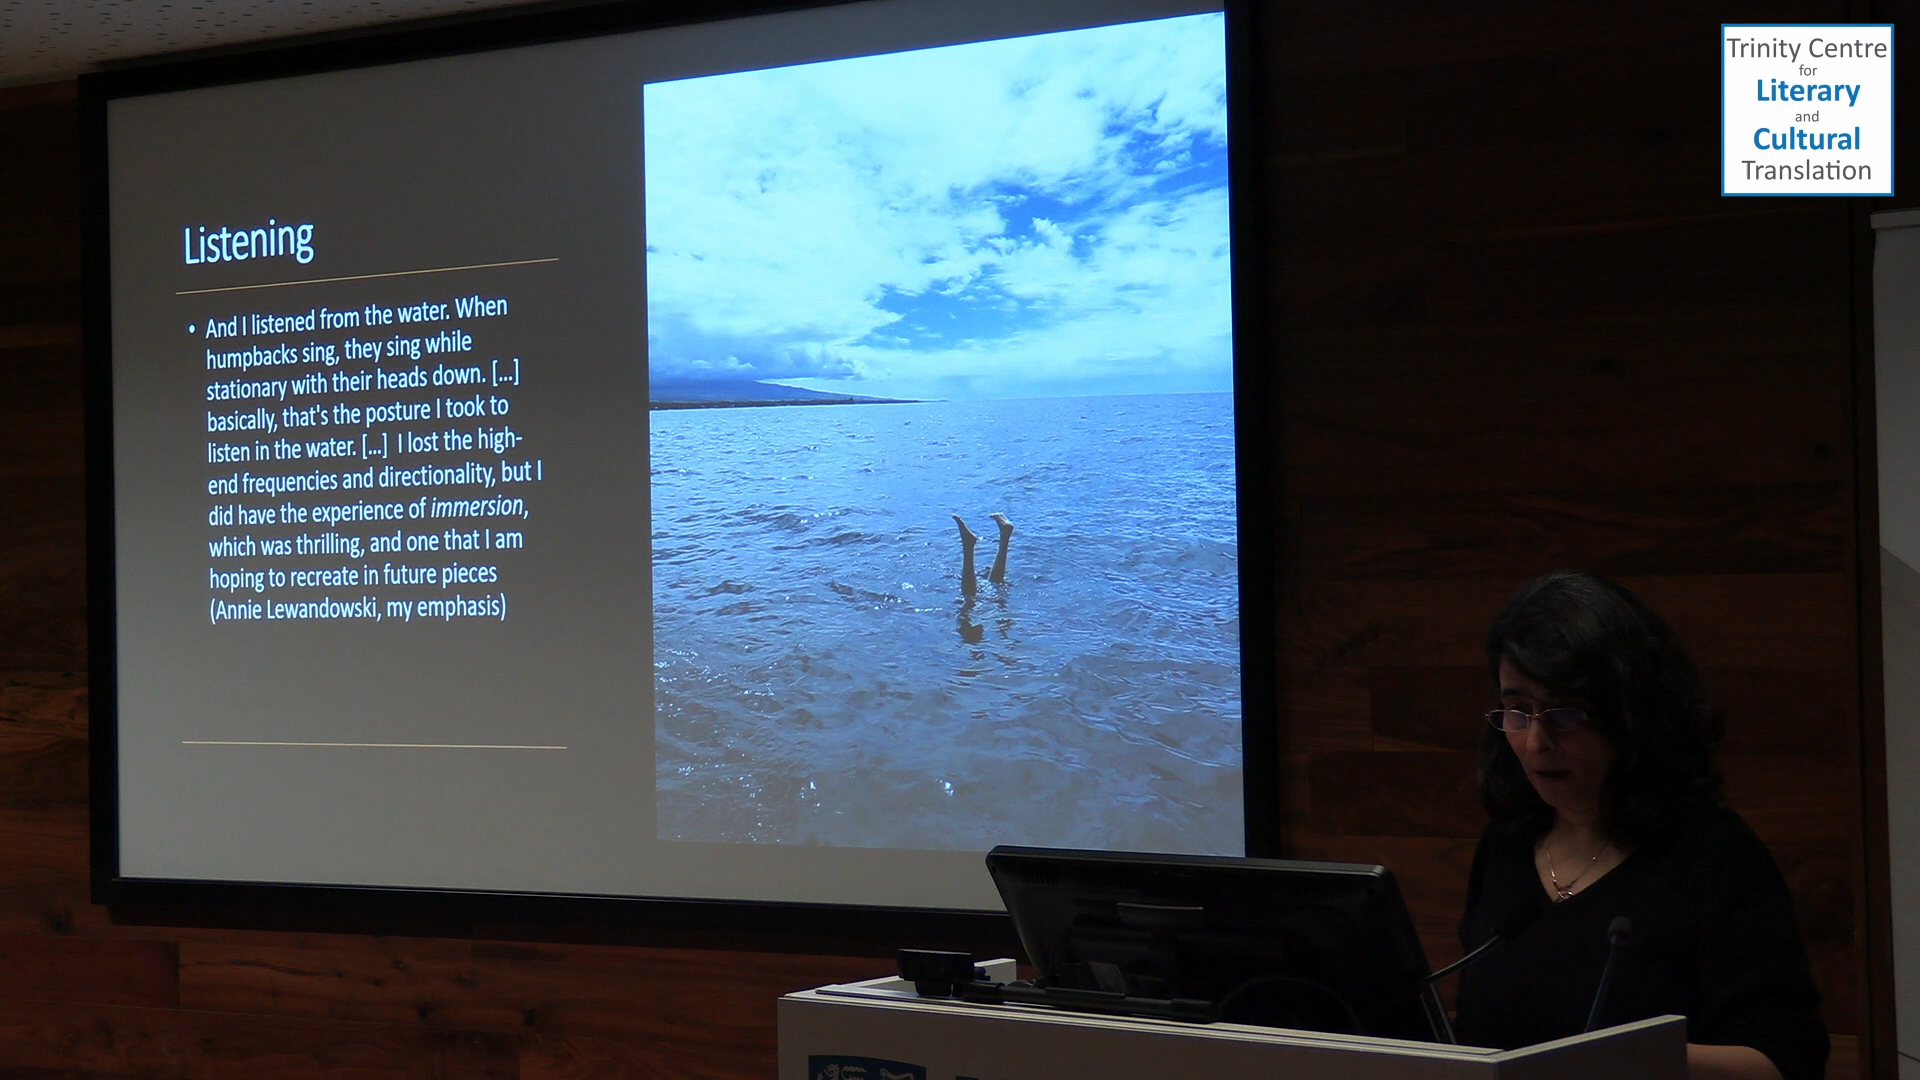 Listening
• And I listened from the water. When
humpbacks sing, they sing while
stationary with their heads down. [...]
basically, that's the posture I took to
listen in the water. [...] I lost the high-
end frequencies and directionality, but I
did have the experience of immersion,
which was thrilling, and one that I am
hoping to recreate in future pieces
(Annie Lewandowski, my emphasis)
Trinity Centre
for
Literary
and
Cultural
Translation